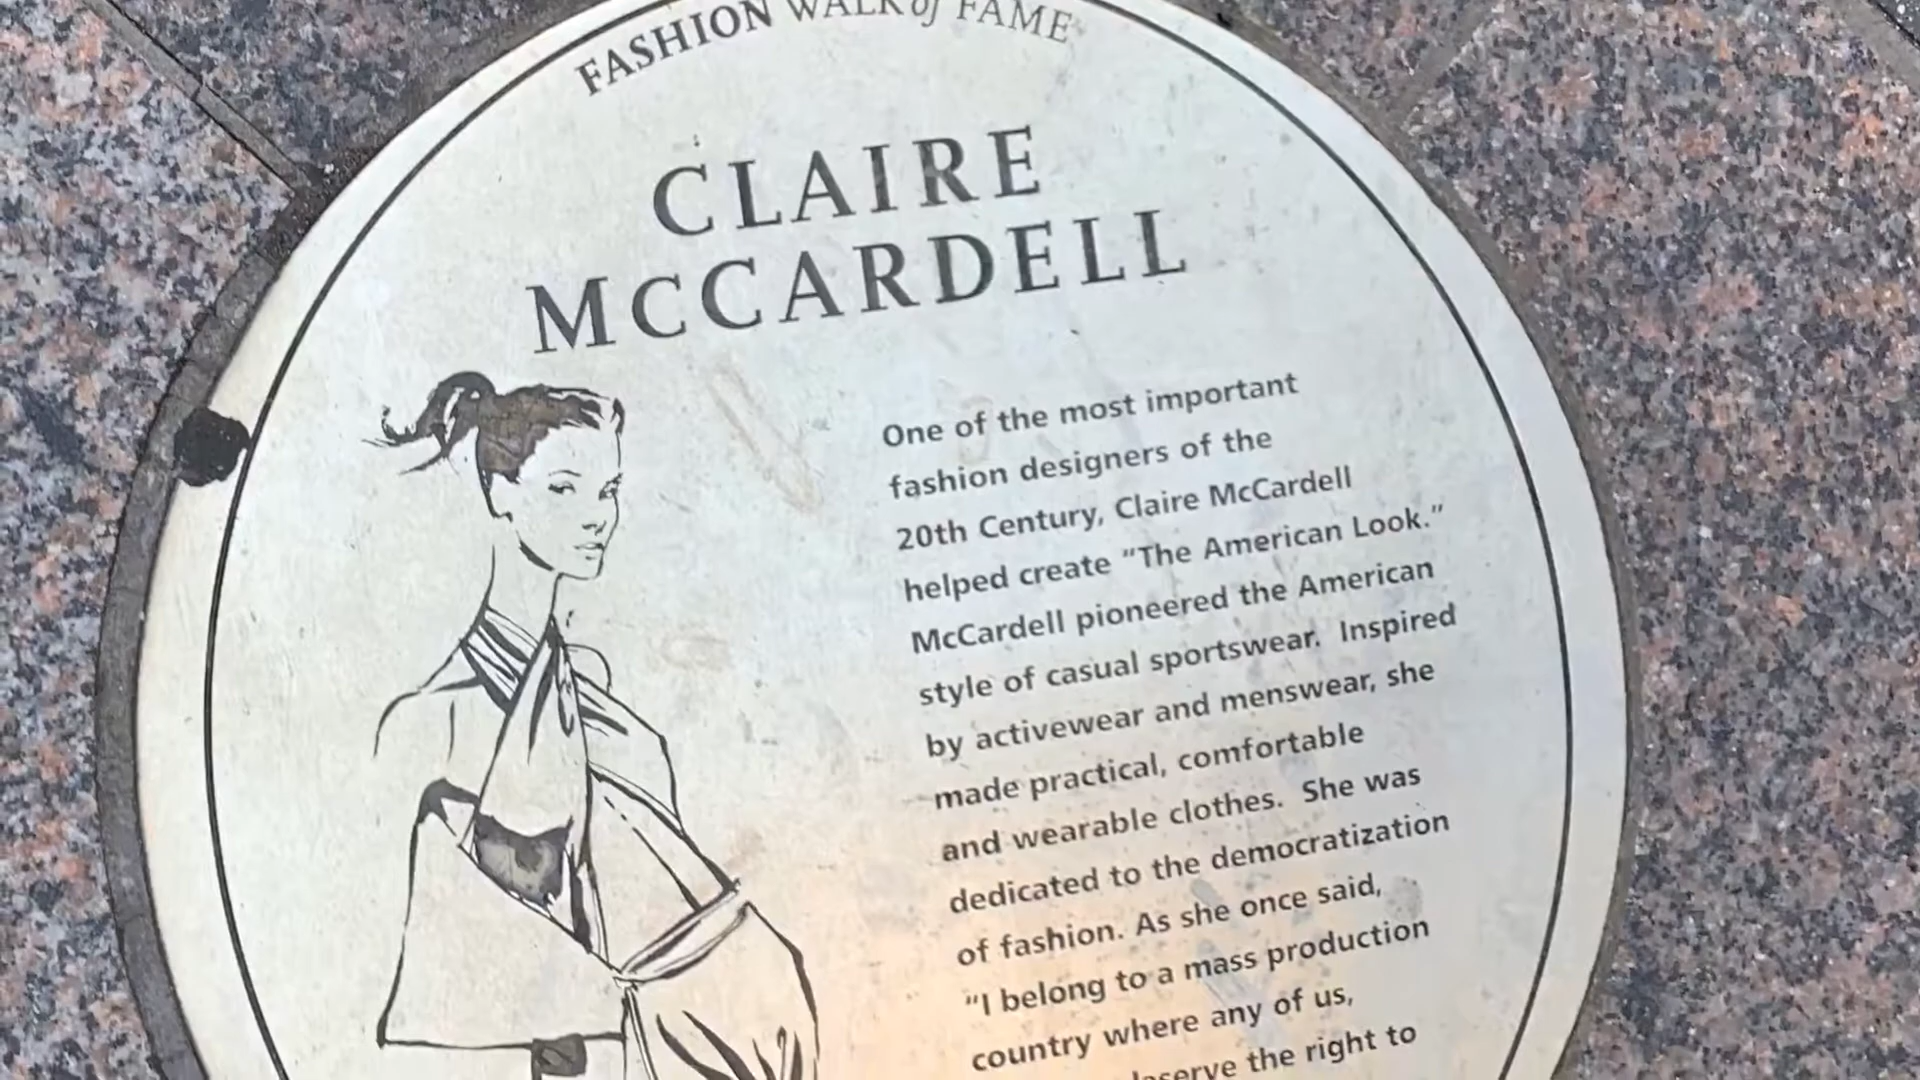 FASHION WALK of FAME
CLAIRE
MCCARDELL
One of the most important
fashion designers of the
20th Century, Claire McCardell
helped create “The American Look.”
McCardell pioneered the American
style of casual sportswear. Inspired
by activewear and menswear, she
made practical, comfortable
and wearable clothes. She was
dedicated to the democratization
of fashion. As she once said,
“I belong to a mass production
country where any of us,
the right to